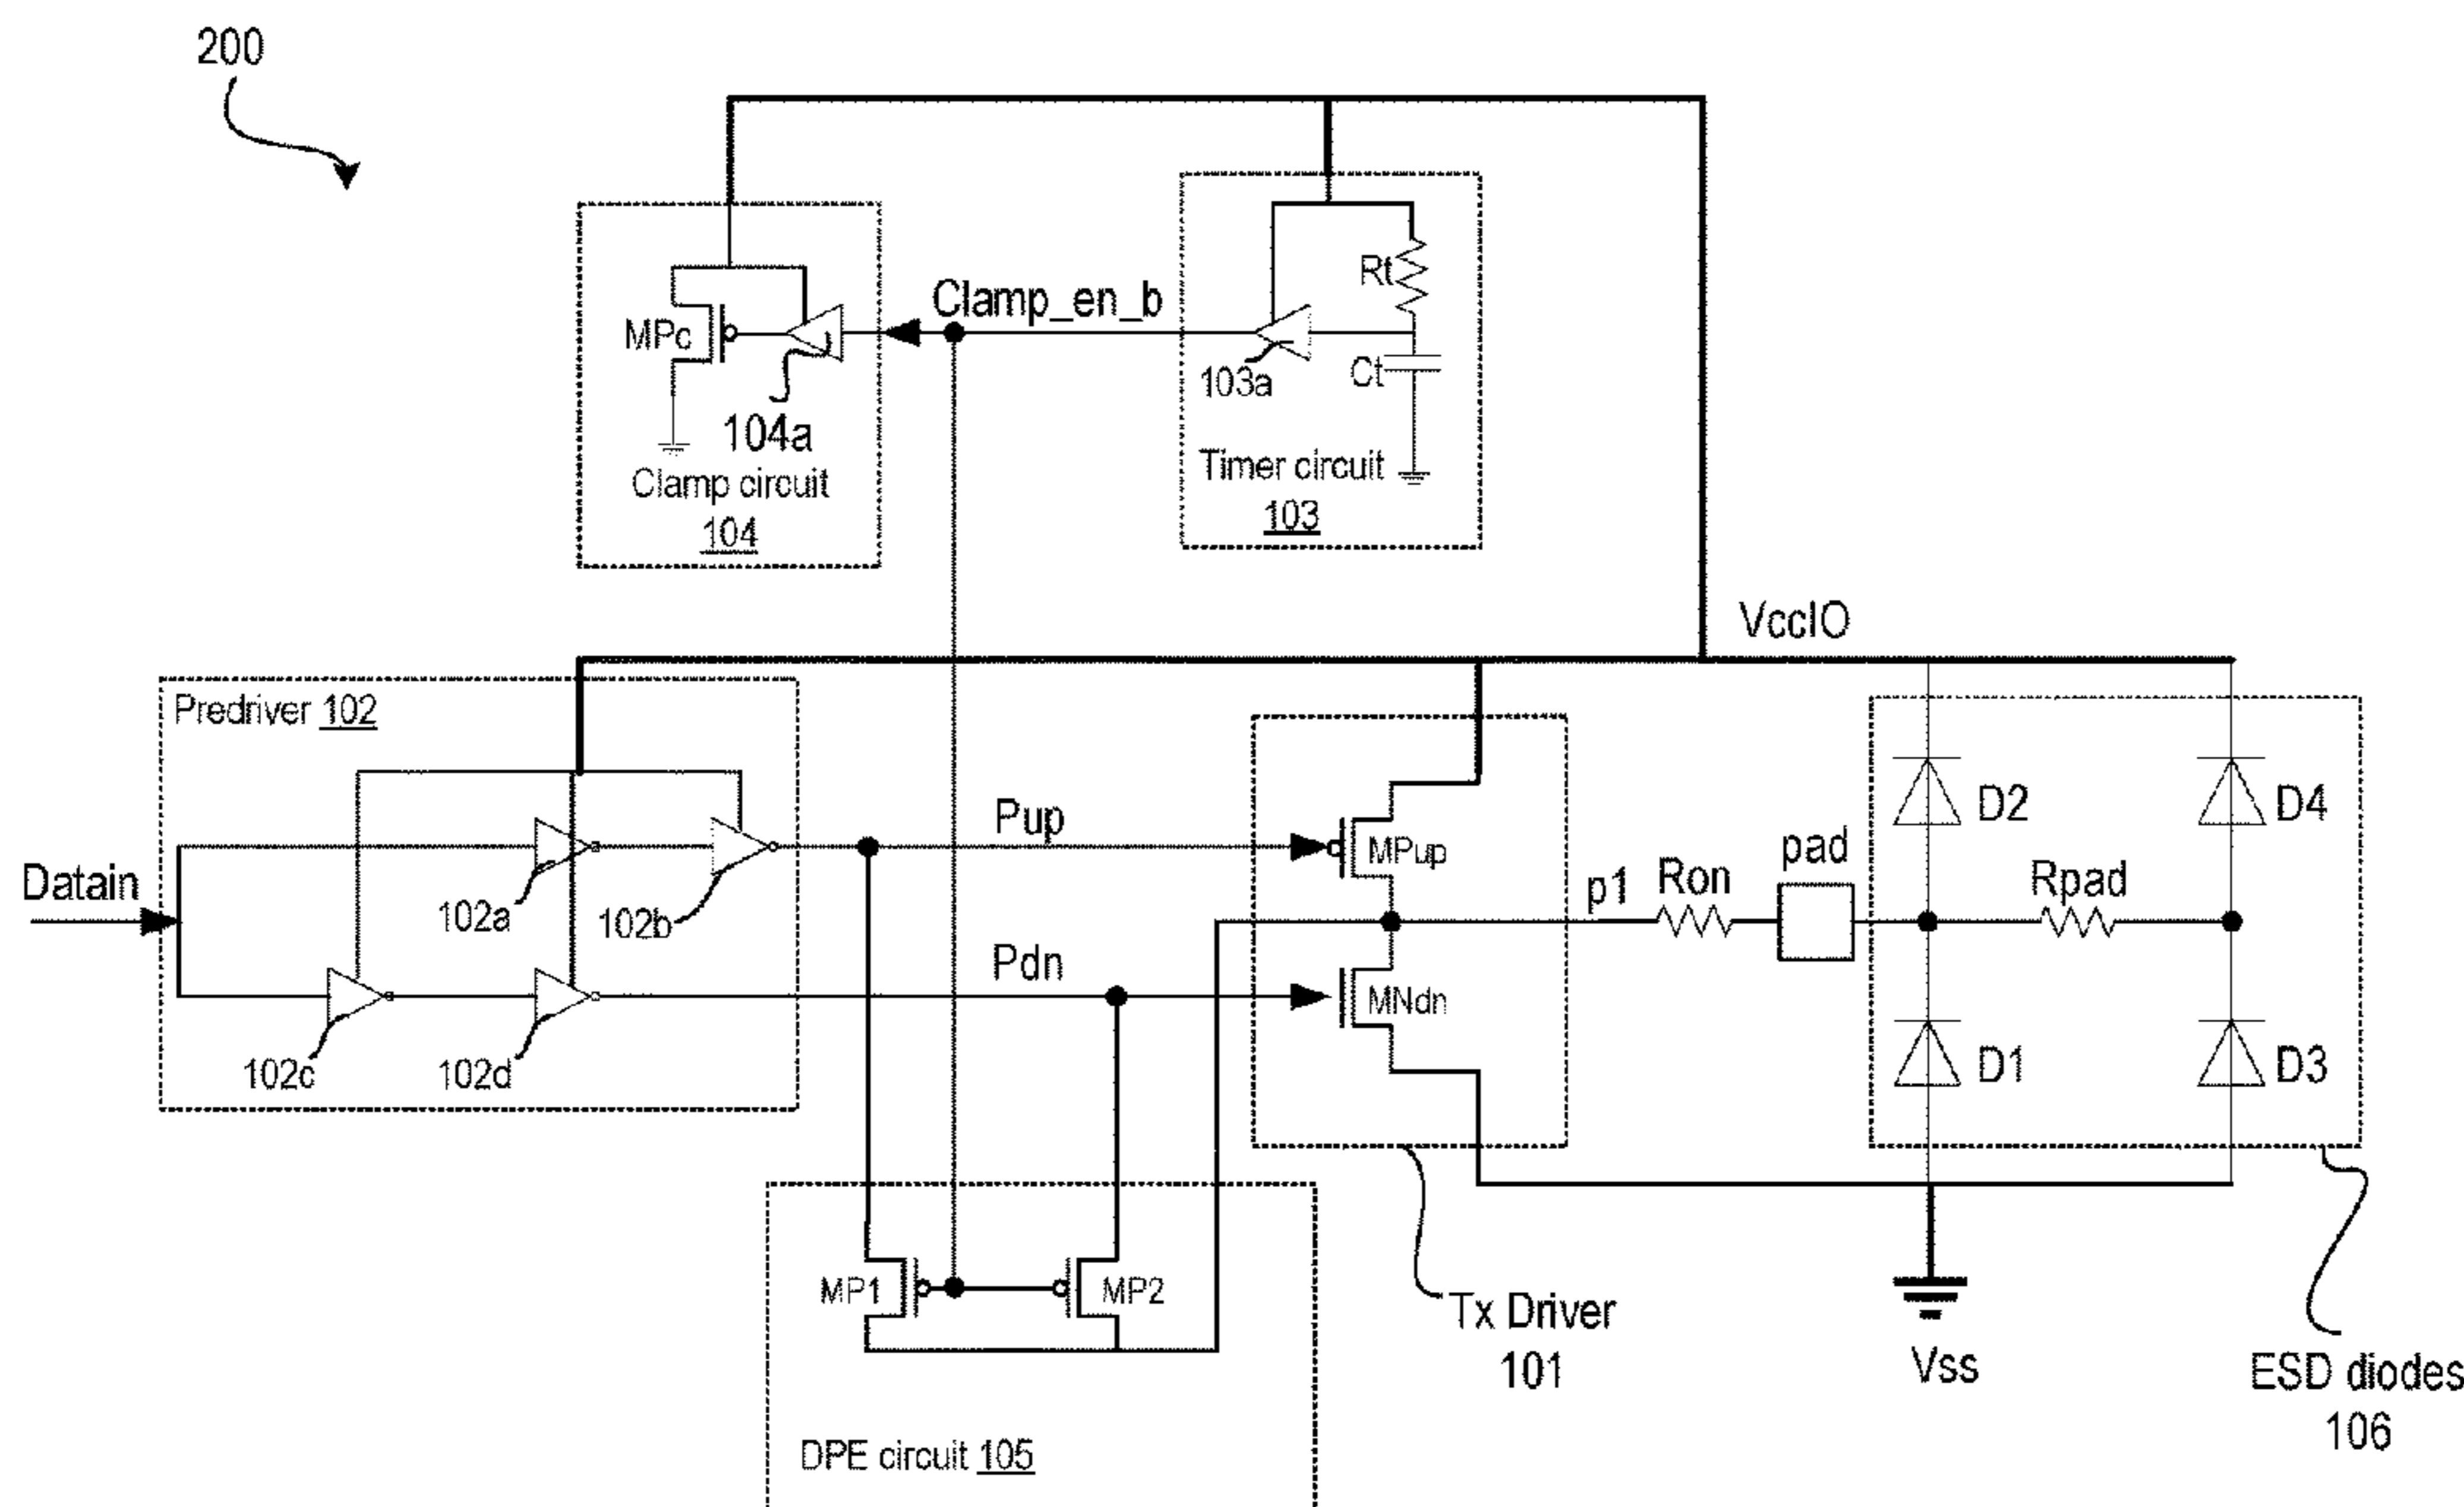 200
Clamp_en_b
Rt
MPc
103a
Ct
104a
Clamp circuit
104
Timer circuit
103
VccIO
Predriver 102
Pup
MPup
D2
D4
pad
Datain
102a
102b
p1
Ron
Rpad
Pdn
MNdn
102c
102d
D1
D3
MP1
MP2
Tx Driver
101
Vss
ESD diodes
106
DPE circuit 105